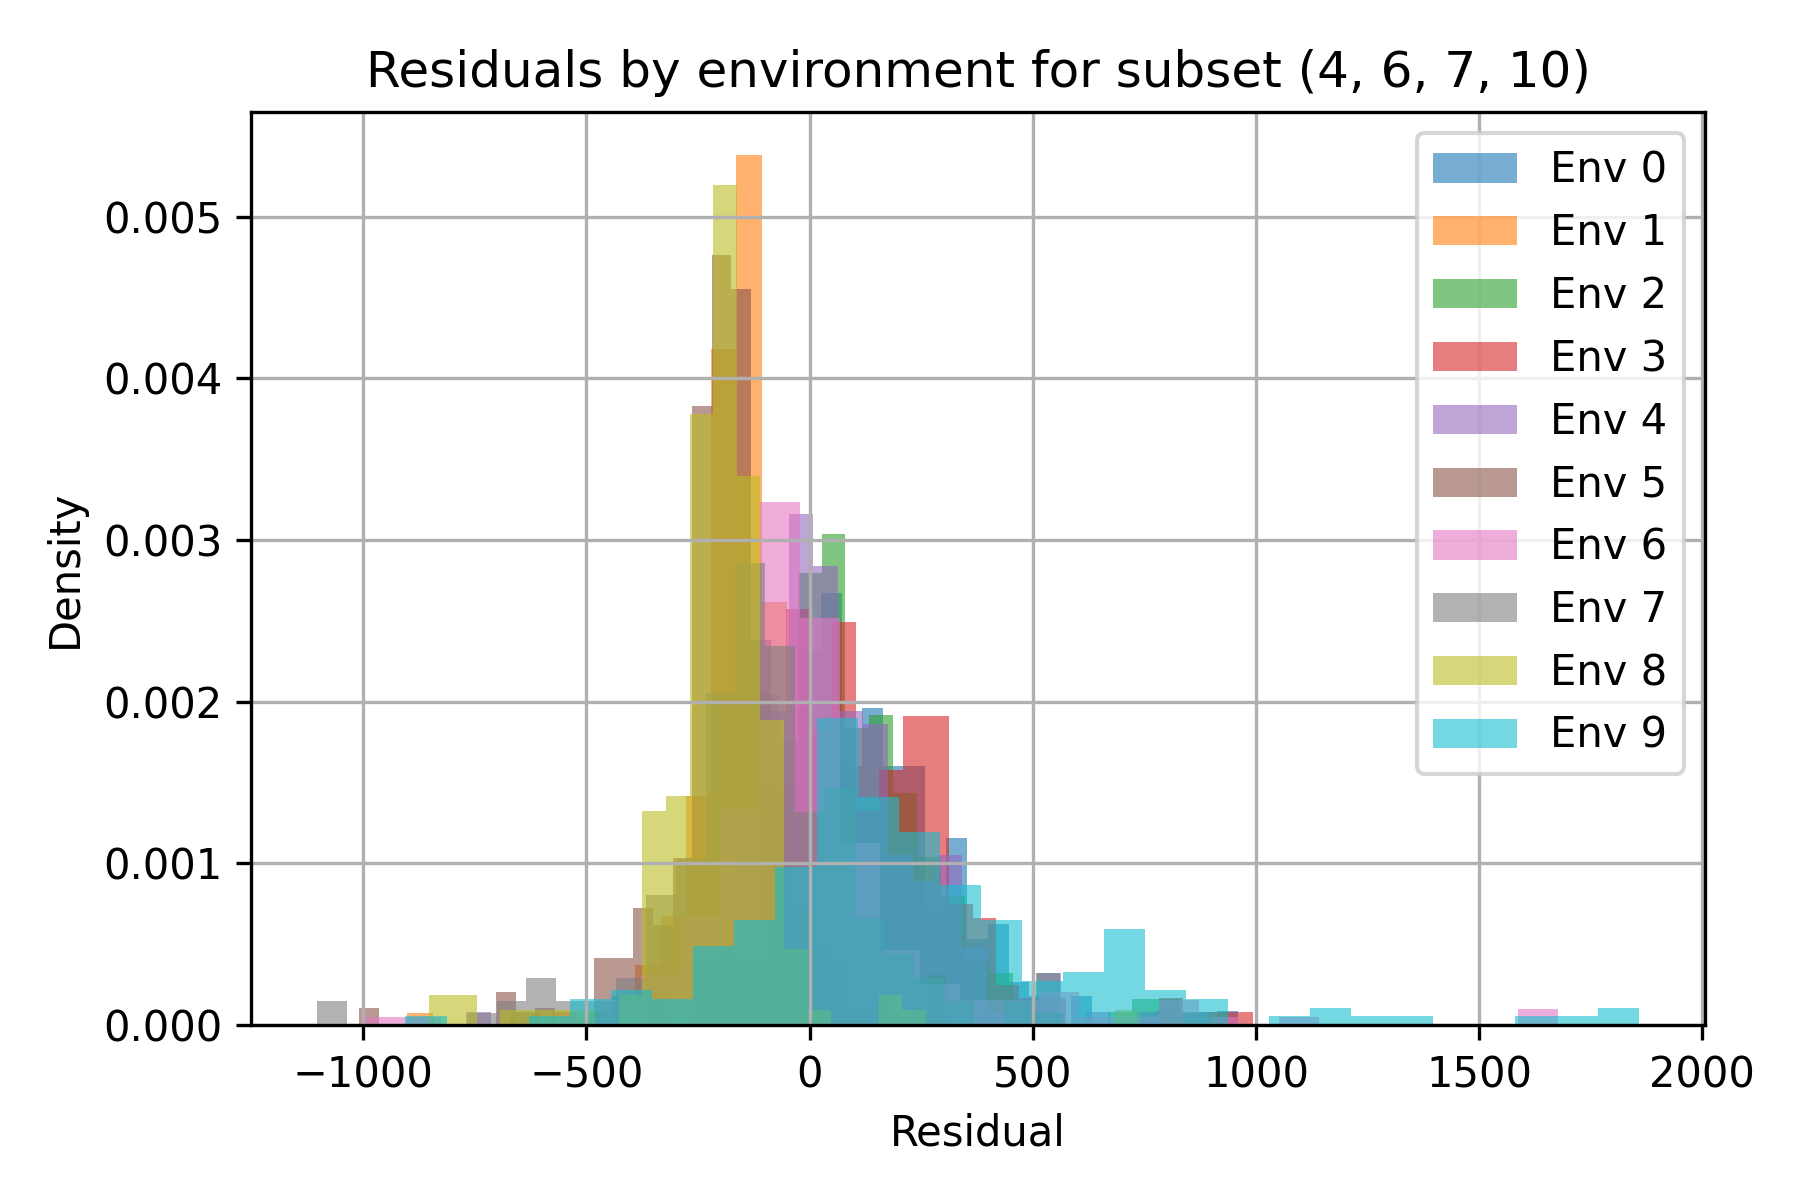 Residuals by environment for subset (4, 6, 7, 10)
Env 0
Env 1
Env 2
Env 3
Env 4
Env 5
Env 6
Env 7
Env 8
Env 9
0.005
0.004
0.003
0.002
0.001
0.000
Density
−1000 −500 0 500 1000 1500 2000
Residual